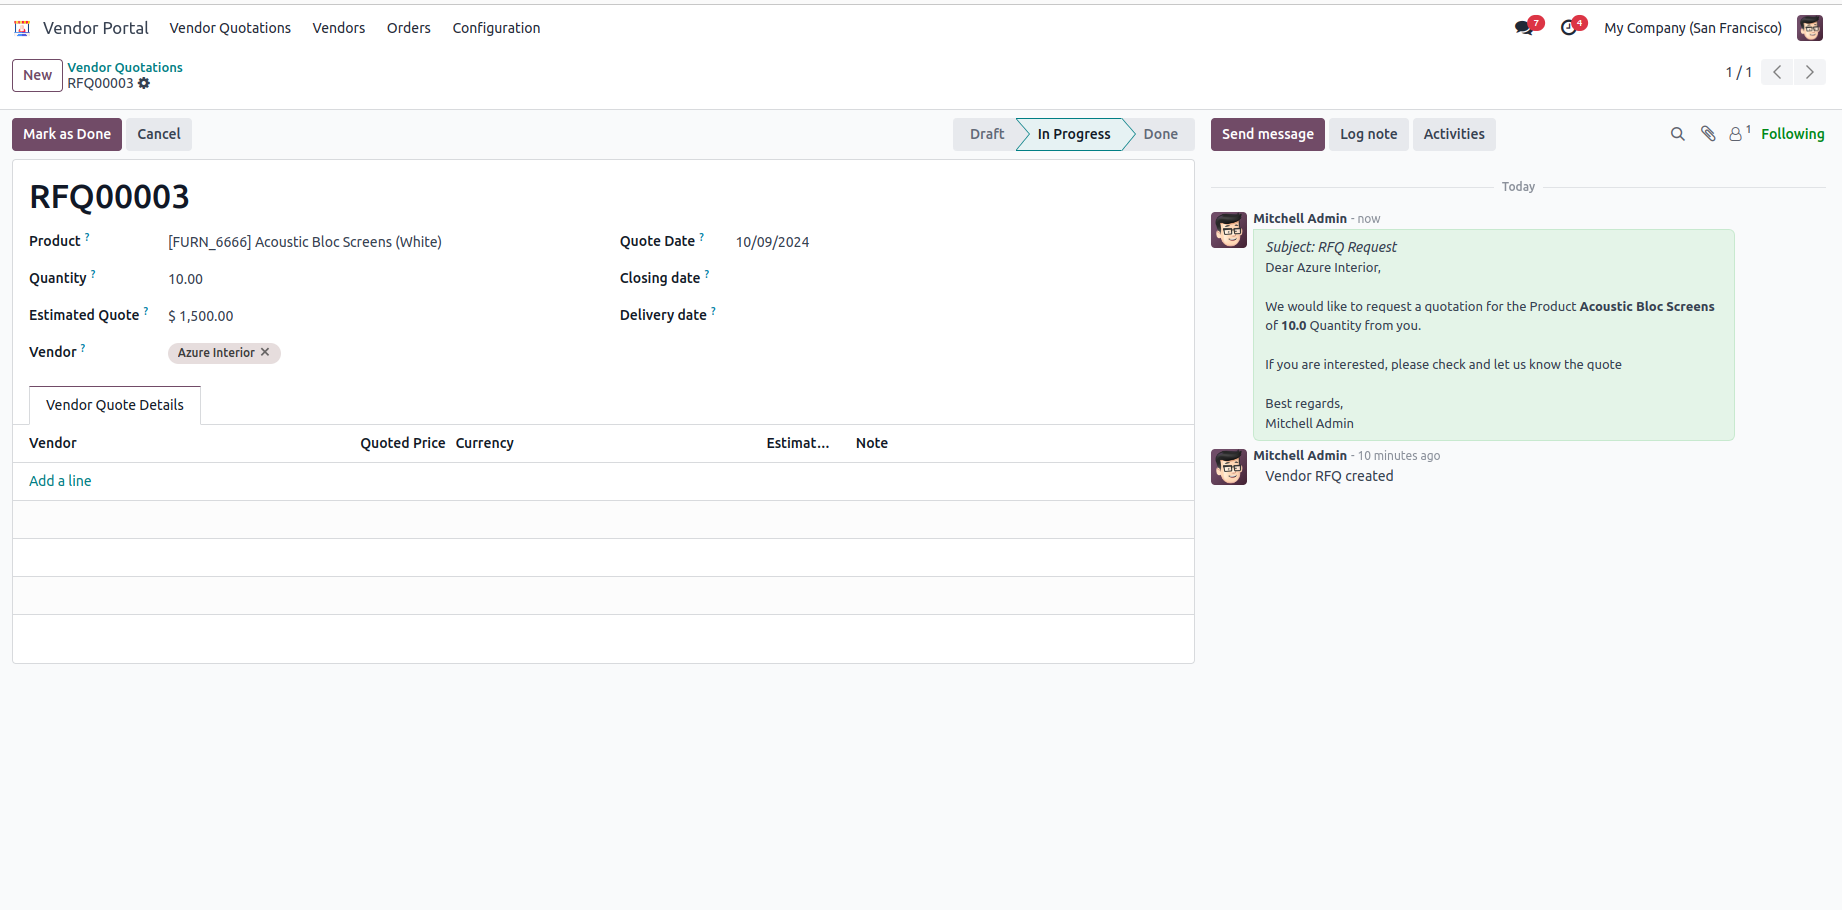 Vendor Portal Vendor Quotations Vendors Orders Configuration 7 4 My Company (San Francisco)
New Vendor Quotations
RFQ00003 1 / 1
Mark as Done Cancel Draft In Progress Done Send message Log note Activities 1 Following
RFQ00003
Product ? [FURN_6666] Acoustic Bloc Screens (White) Quote Date ? 10/09/2024
Quantity ? 10.00 Closing date ?
Estimated Quote ? $ 1,500.00 Delivery date ?
Vendor ? Azure Interior ✕
Vendor Quote Details
Vendor Quoted Price Currency Estimat... Note
Add a line
Today
Mitchell Admin - now
Subject: RFQ Request
Dear Azure Interior,
We would like to request a quotation for the Product Acoustic Bloc Screens
of 10.0 Quantity from you.
If you are interested, please check and let us know the quote
Best regards,
Mitchell Admin
Mitchell Admin - 10 minutes ago
Vendor RFQ created